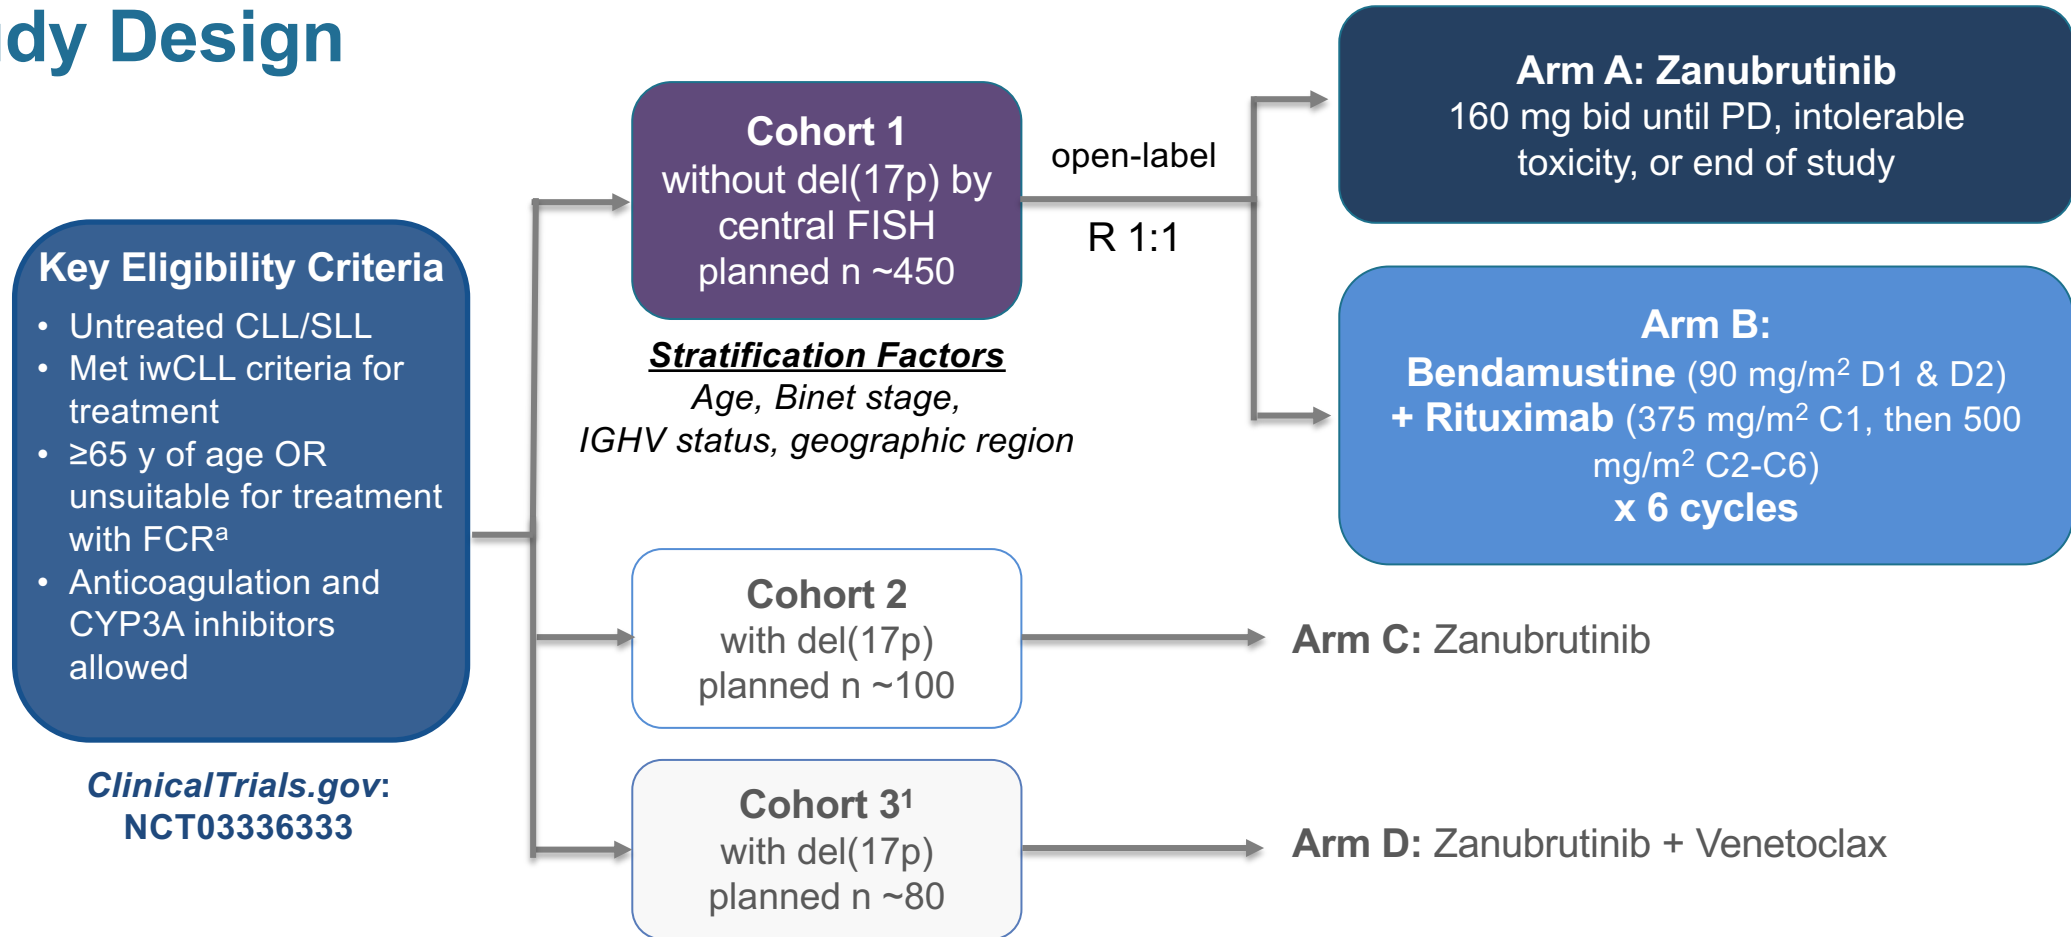 udy Design
Key Eligibility Criteria
• Untreated CLL/SLL
• Met iwCLL criteria for
treatment
• ≥65 y of age OR
unsuitable for treatment
with FCRᵃ
• Anticoagulation and
CYP3A inhibitors
allowed
ClinicalTrials.gov:
NCT03336333
Cohort 1
without del(17p) by
central FISH
planned n ~450
Stratification Factors
Age, Binet stage,
IGHV status, geographic region
open-label
R 1:1
Arm A: Zanubrutinib
160 mg bid until PD, intolerable
toxicity, or end of study
Arm B:
Bendamustine (90 mg/m² D1 & D2)
+ Rituximab (375 mg/m² C1, then 500
mg/m² C2-C6)
x 6 cycles
Cohort 2
with del(17p)
planned n ~100
Arm C: Zanubrutinib
Cohort 3¹
with del(17p)
planned n ~80
Arm D: Zanubrutinib + Venetoclax